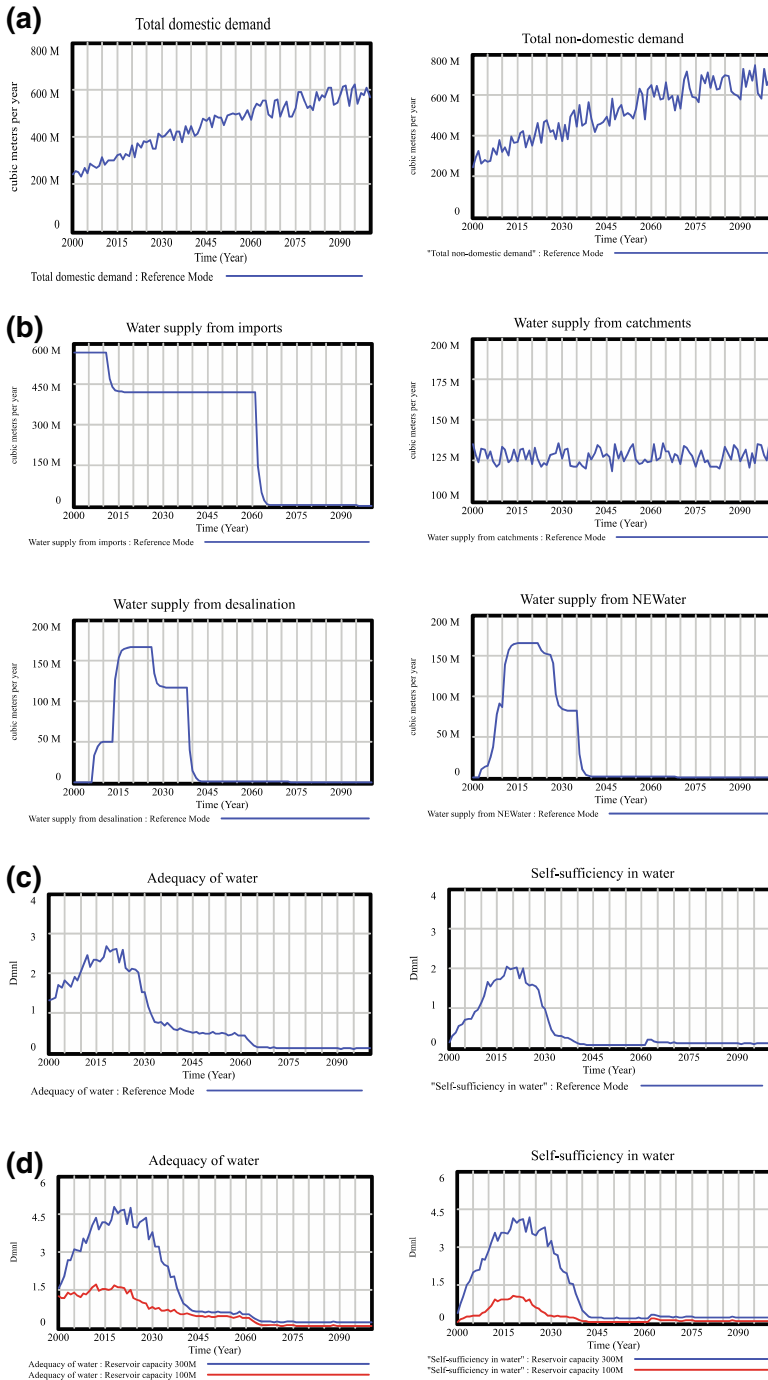 (a)
Total domestic demand
800 M
600 M
400 M
200 M
0
cubic meters per year
2000 2015 2030 2045 2060 2075 2090
Time (Year)
Total domestic demand : Reference Mode
Total non-domestic demand
800 M
600 M
400 M
200 M
0
cubic meters per year
2000 2015 2030 2045 2060 2075 2090
Time (Year)
"Total non-domestic demand" : Reference Mode
(b)
Water supply from imports
600 M
450 M
300 M
150 M
0
cubic meters per year
2000 2015 2030 2045 2060 2075 2090
Time (Year)
Water supply from imports : Reference Mode
Water supply from catchments
200 M
175 M
150 M
125 M
100 M
cubic meters per year
2000 2015 2030 2045 2060 2075 2090
Time (Year)
Water supply from catchments : Reference Mode
Water supply from desalination
200 M
150 M
100 M
50 M
0
cubic meters per year
2000 2015 2030 2045 2060 2075 2090
Time (Year)
Water supply from desalination : Reference Mode
Water supply from NEWater
200 M
150 M
100 M
50 M
0
cubic meters per year
2000 2015 2030 2045 2060 2075 2090
Time (Year)
Water supply from NEWater : Reference Mode
(c)
Adequacy of water
4
3
2
1
0
Dmnl
2000 2015 2030 2045 2060 2075 2090
Time (Year)
Adequacy of water : Reference Mode
Self-sufficiency in water
4
3
2
1
0
Dmnl
2000 2015 2030 2045 2060 2075 2090
Time (Year)
"Self-sufficiency in water" : Reference Mode
(d)
Adequacy of water
6
4.5
3
1.5
0
Dmnl
2000 2015 2030 2045 2060 2075 2090
Time (Year)
Adequacy of water : Reservoir capacity 300M
Adequacy of water : Reservoir capacity 100M
Self-sufficiency in water
6
4.5
3
1.5
0
Dmnl
2000 2015 2030 2045 2060 2075 2090
Time (Year)
"Self-sufficiency in water" : Reservoir capacity 300M
"Self-sufficiency in water" : Reservoir capacity 100M